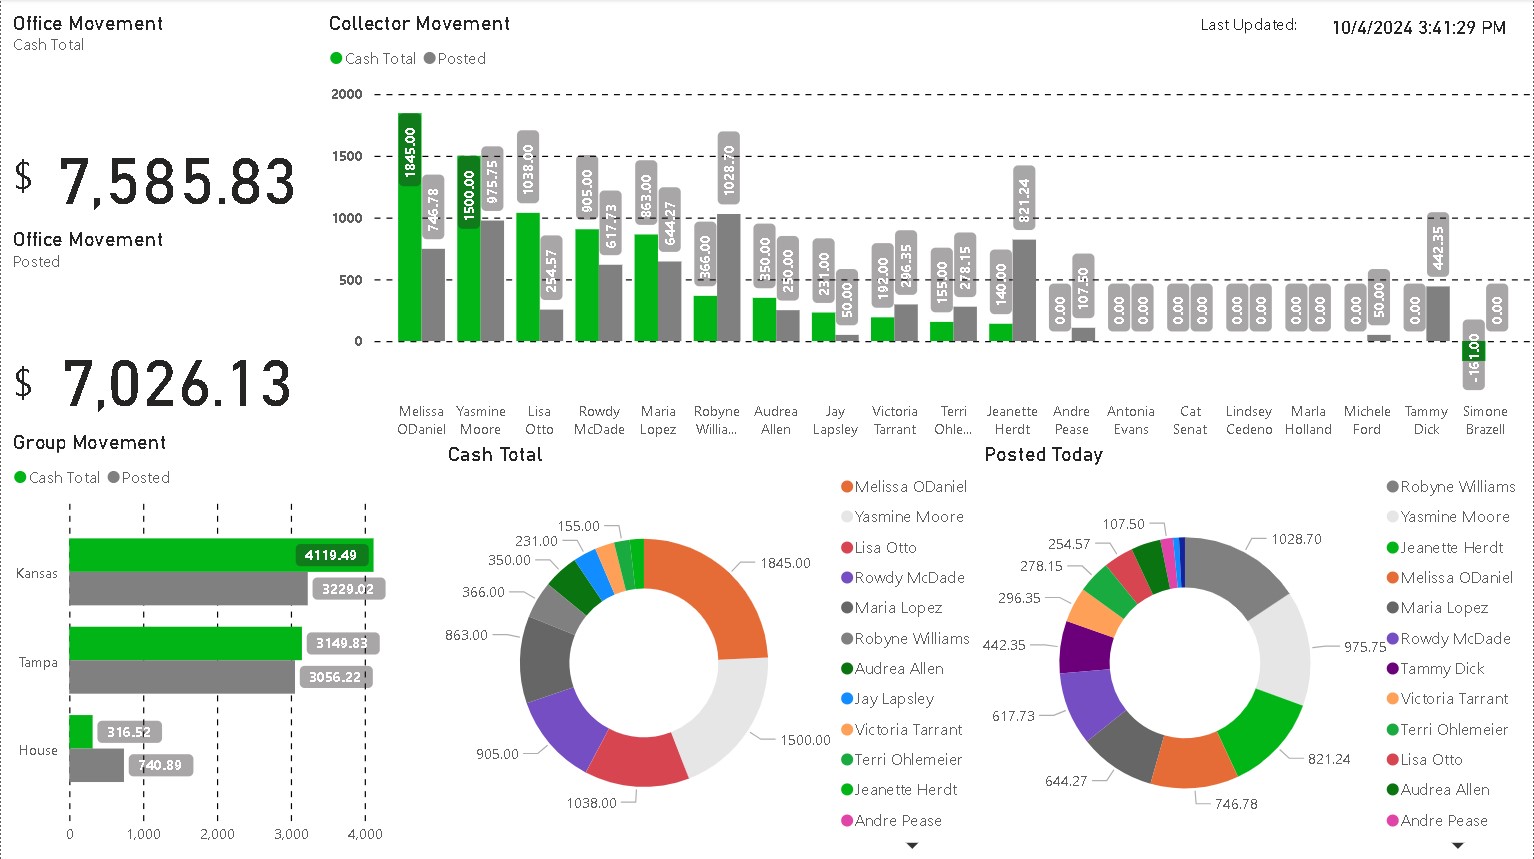 Office Movement
Cash Total
$ 7,585.83
Office Movement
Posted
$ 7,026.13
Collector Movement
Cash Total Posted
Last Updated: 10/4/2024 3:41:29 PM
2000
1500
1000
500
0
1845.00 746.78
1500.00 975.75
1038.00 254.57
905.00 617.73
863.00 644.27
366.00 1028.70
350.00 250.00
231.00 50.00
192.00 296.35
155.00 278.15
140.00 821.24
0.00 107.50
0.00 0.00
0.00 0.00
0.00 0.00
0.00 0.00
0.00 50.00
0.00 442.35
-161.00 0.00
Melissa ODaniel
Yasmine Moore
Lisa Otto
Rowdy McDade
Maria Lopez
Robyne Willia...
Audrea Allen
Jay Lapsley
Victoria Tarrant
Terri Ohle...
Jeanette Herdt
Andre Pease
Antonia Evans
Cat Senat
Lindsey Cedeno
Marla Holland
Michele Ford
Tammy Dick
Simone Brazell
Group Movement
Cash Total Posted
Kansas
4119.49
3229.02
Tampa
3149.83
3056.22
House
316.52
740.89
0 1,000 2,000 3,000 4,000
Cash Total
1845.00
1500.00
1038.00
905.00
863.00
366.00
350.00
231.00
155.00
Melissa ODaniel
Yasmine Moore
Lisa Otto
Rowdy McDade
Maria Lopez
Robyne Williams
Audrea Allen
Jay Lapsley
Victoria Tarrant
Terri Ohlemeier
Jeanette Herdt
Andre Pease
Posted Today
1028.70
975.75
821.24
746.78
644.27
617.73
442.35
296.35
278.15
254.57
107.50
Robyne Williams
Yasmine Moore
Jeanette Herdt
Melissa ODaniel
Maria Lopez
Rowdy McDade
Tammy Dick
Victoria Tarrant
Terri Ohlemeier
Lisa Otto
Audrea Allen
Andre Pease